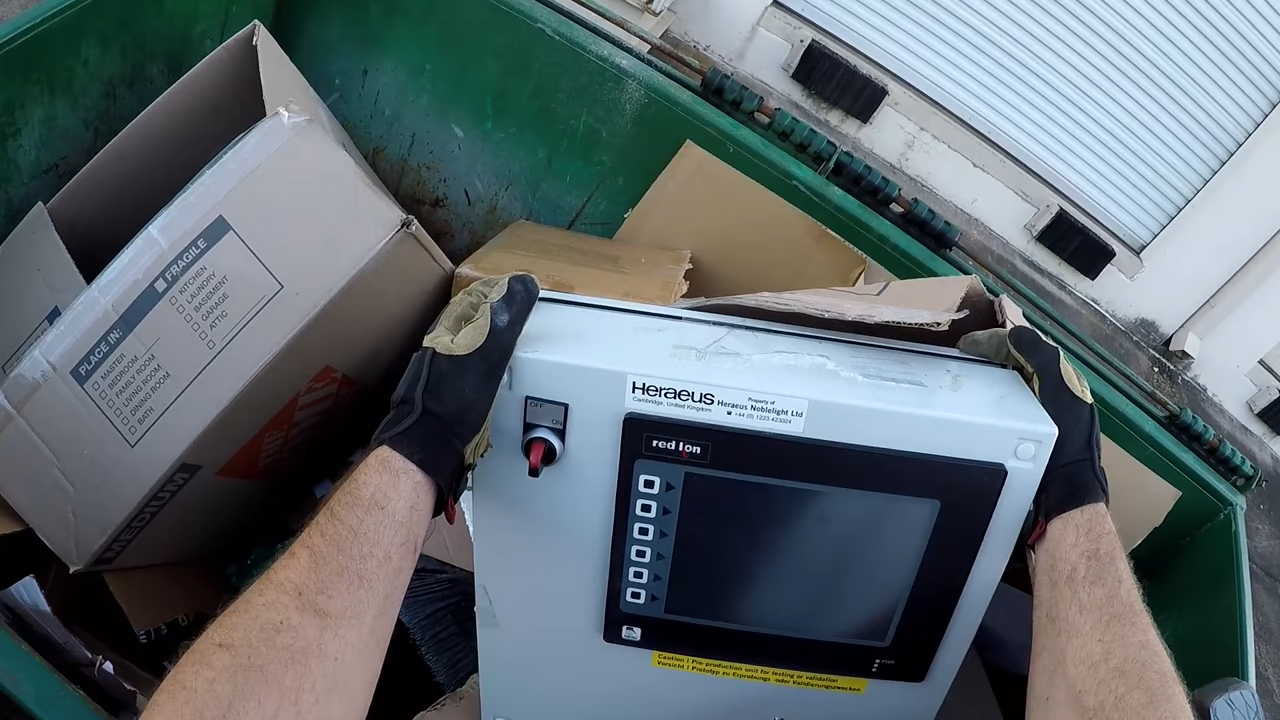 FRAGILE
PLACE IN:
KITCHEN
LAUNDRY
BASEMENT
GARAGE
ATTIC
MASTER
BEDROOM
FAMILY ROOM
LIVING ROOM
DINING ROOM
BATH
MEDIUM
Heraeus
Cambridge, United Kingdom
Property of
Heraeus Noblelight Ltd
☎ +44 (0) 1223 423324
OFF
ON
red lion
PWR
Caution ! Pre-production unit for testing or validation
Vorsicht ! Prototyp zu Erprobungs -oder Validierungszwecken